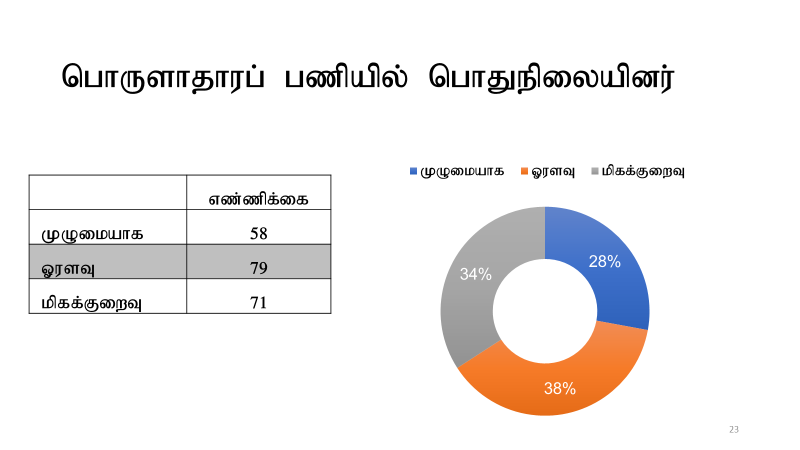 பொருளாதாரப் பணியில் பொதுநிலையினர்
முழுமையாக ஓரளவு மிகக்குறைவு
எண்ணிக்கை
முழுமையாக 58
ஓரளவு 79
மிகக்குறைவு 71
28%
34%
38%
23